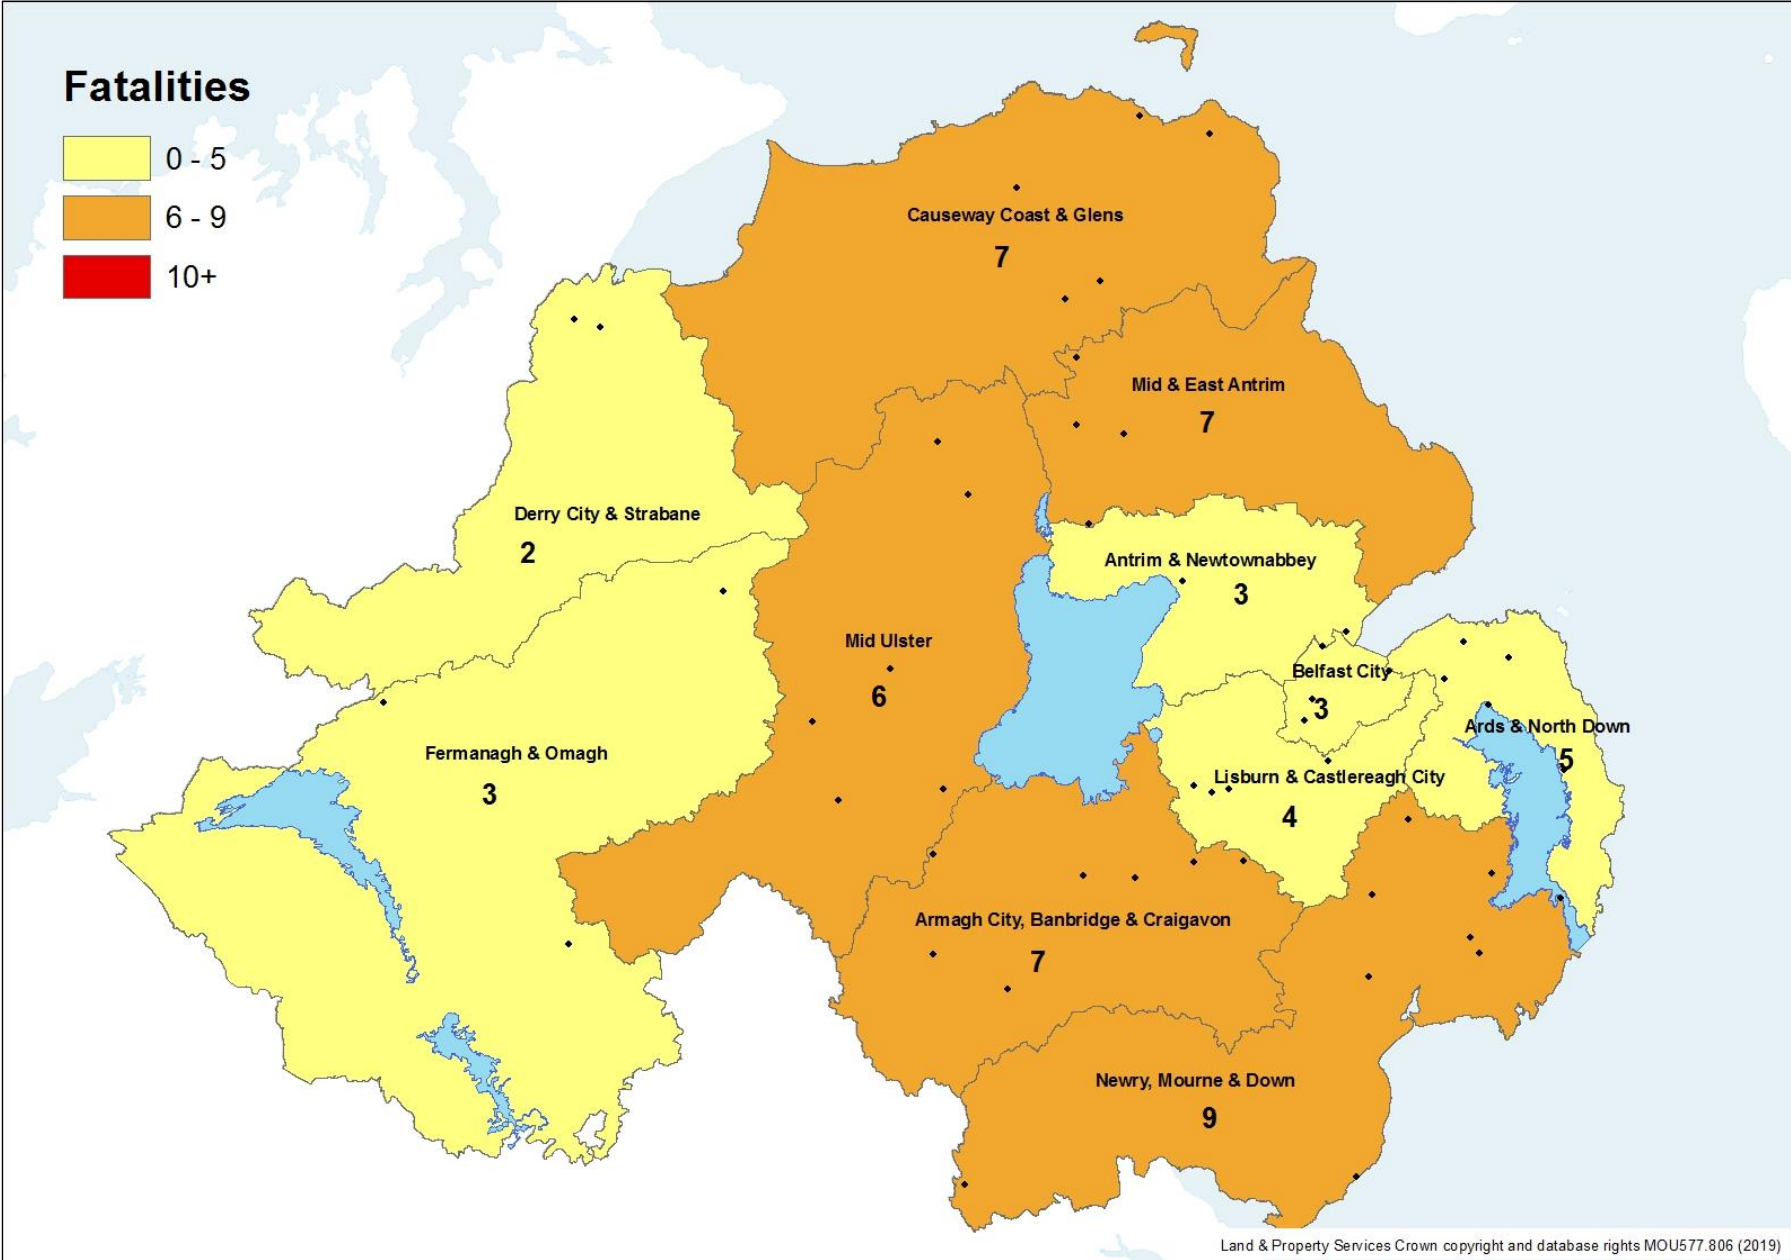 Fatalities
0 - 5
6 - 9
10+
Causeway Coast & Glens
7
Mid & East Antrim
7
Derry City & Strabane
2
Antrim & Newtownabbey
3
Mid Ulster
6
Belfast City
3
Ards & North Down
5
Fermanagh & Omagh
3
Lisburn & Castlereagh City
4
Armagh City, Banbridge & Craigavon
7
Newry, Mourne & Down
9
Land & Property Services Crown copyright and database rights MOU577.806 (2019)